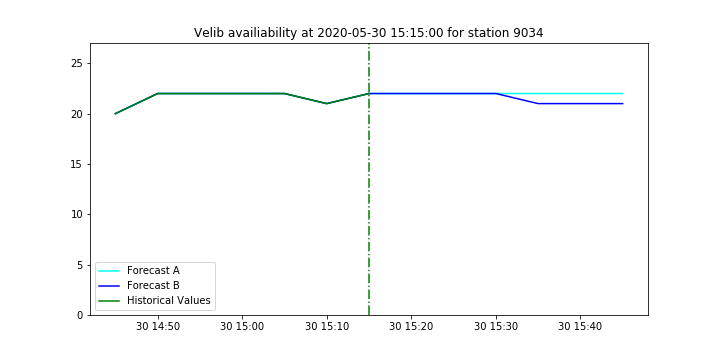 Velib availiability at 2020-05-30 15:15:00 for station 9034
25
20
15
10
5
0
Forecast A
Forecast B
Historical Values
30 14:50 30 15:00 30 15:10 30 15:20 30 15:30 30 15:40